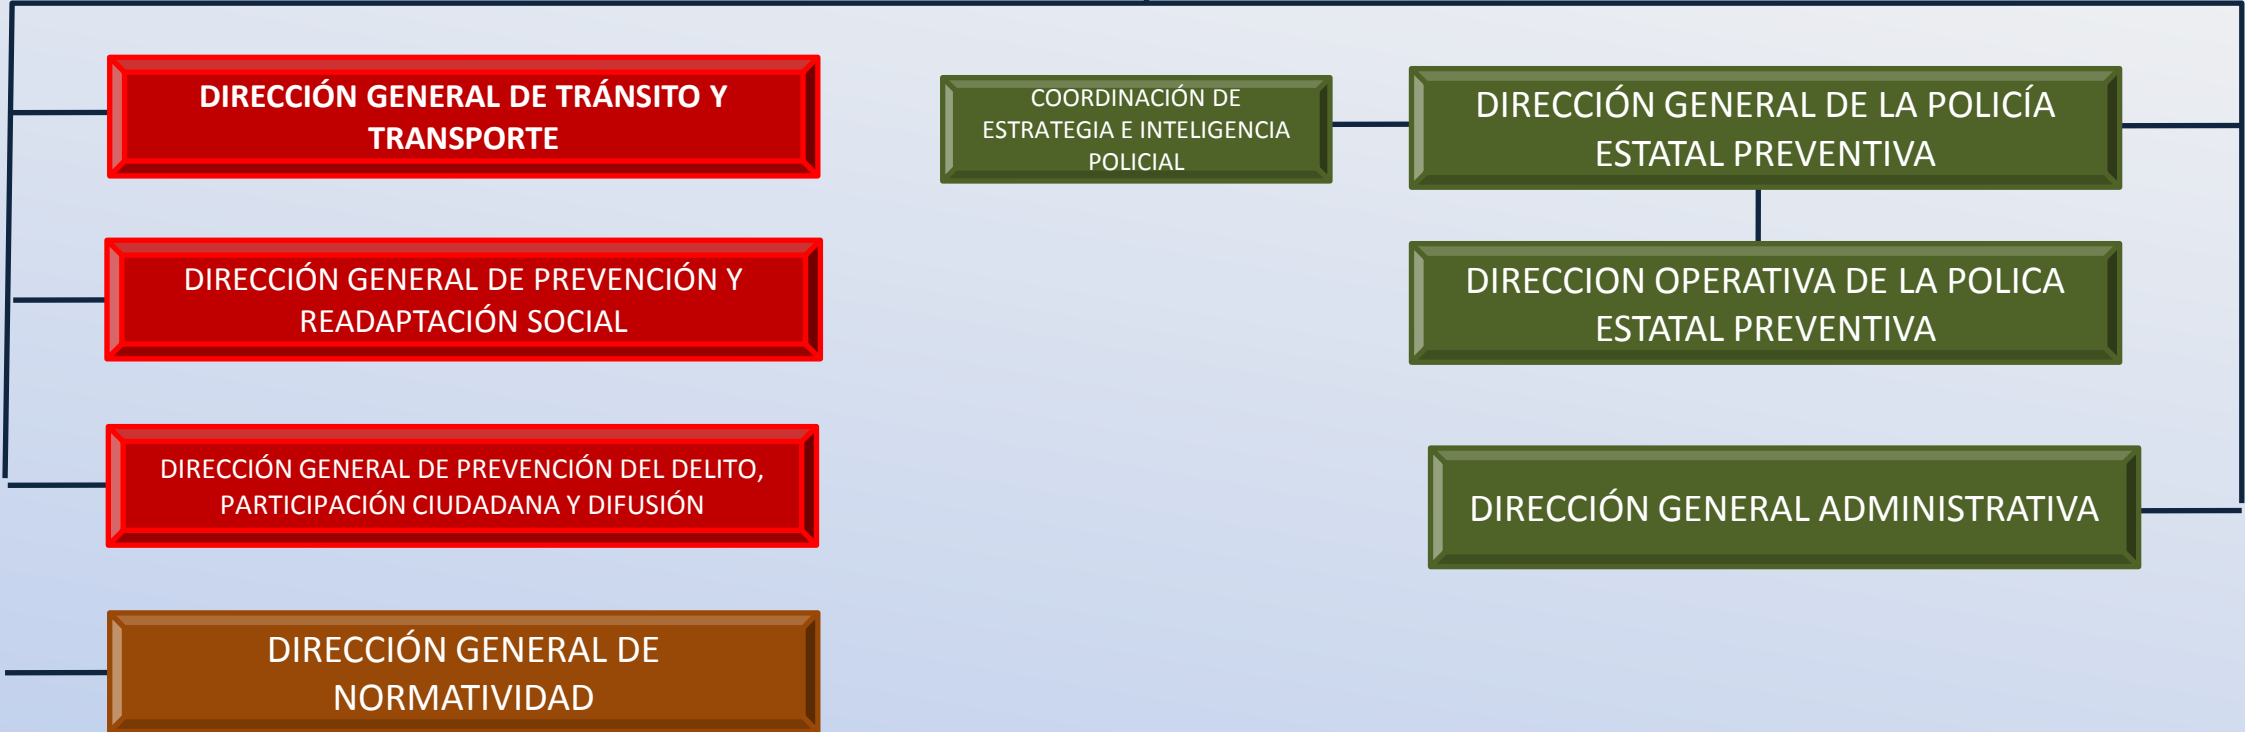 DIRECCIÓN GENERAL DE TRÁNSITO Y
TRANSPORTE
COORDINACIÓN DE
ESTRATEGIA E INTELIGENCIA
POLICIAL
DIRECCIÓN GENERAL DE LA POLICÍA
ESTATAL PREVENTIVA
DIRECCIÓN GENERAL DE PREVENCIÓN Y
READAPTACIÓN SOCIAL
DIRECCION OPERATIVA DE LA POLICA
ESTATAL PREVENTIVA
DIRECCIÓN GENERAL DE PREVENCIÓN DEL DELITO,
PARTICIPACIÓN CIUDADANA Y DIFUSIÓN
DIRECCIÓN GENERAL ADMINISTRATIVA
DIRECCIÓN GENERAL DE
NORMATIVIDAD